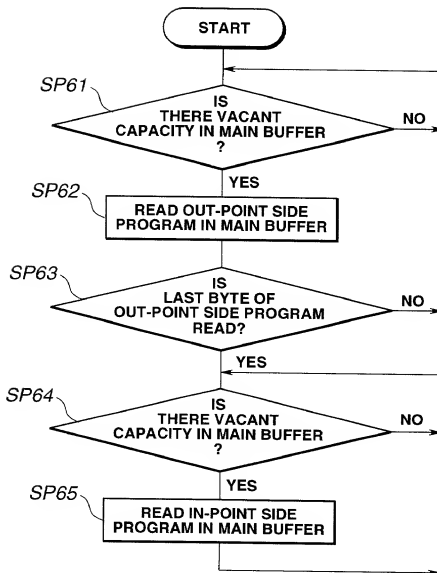 START
SP61
IS
THERE VACANT
CAPACITY IN MAIN BUFFER
?
NO
YES
SP62
READ OUT-POINT SIDE
PROGRAM IN MAIN BUFFER
SP63
IS
LAST BYTE OF
OUT-POINT SIDE PROGRAM
READ?
NO
YES
SP64
IS
THERE VACANT
CAPACITY IN MAIN BUFFER
?
NO
YES
SP65
READ IN-POINT SIDE
PROGRAM IN MAIN BUFFER